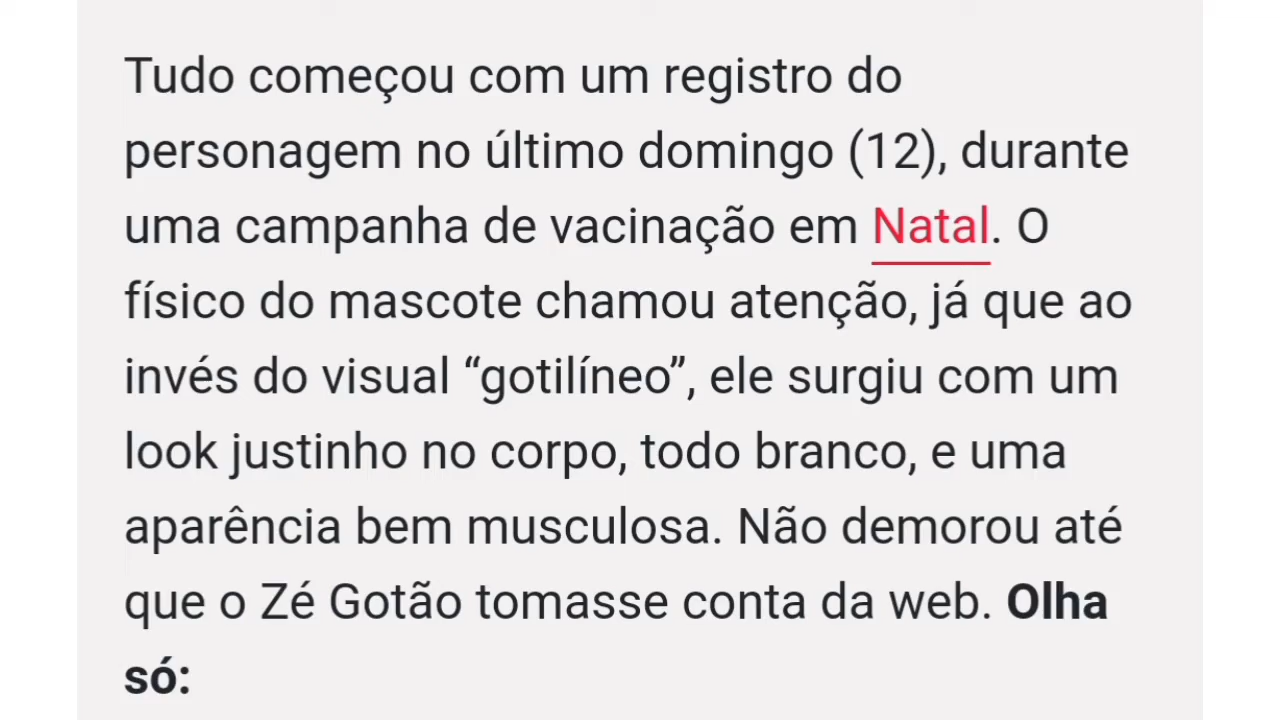 Tudo começou com um registro do
personagem no último domingo (12), durante
uma campanha de vacinação em Natal. O
físico do mascote chamou atenção, já que ao
invés do visual “gotilíneo”, ele surgiu com um
look justinho no corpo, todo branco, e uma
aparência bem musculosa. Não demorou até
que o Zé Gotão tomasse conta da web. Olha
só: